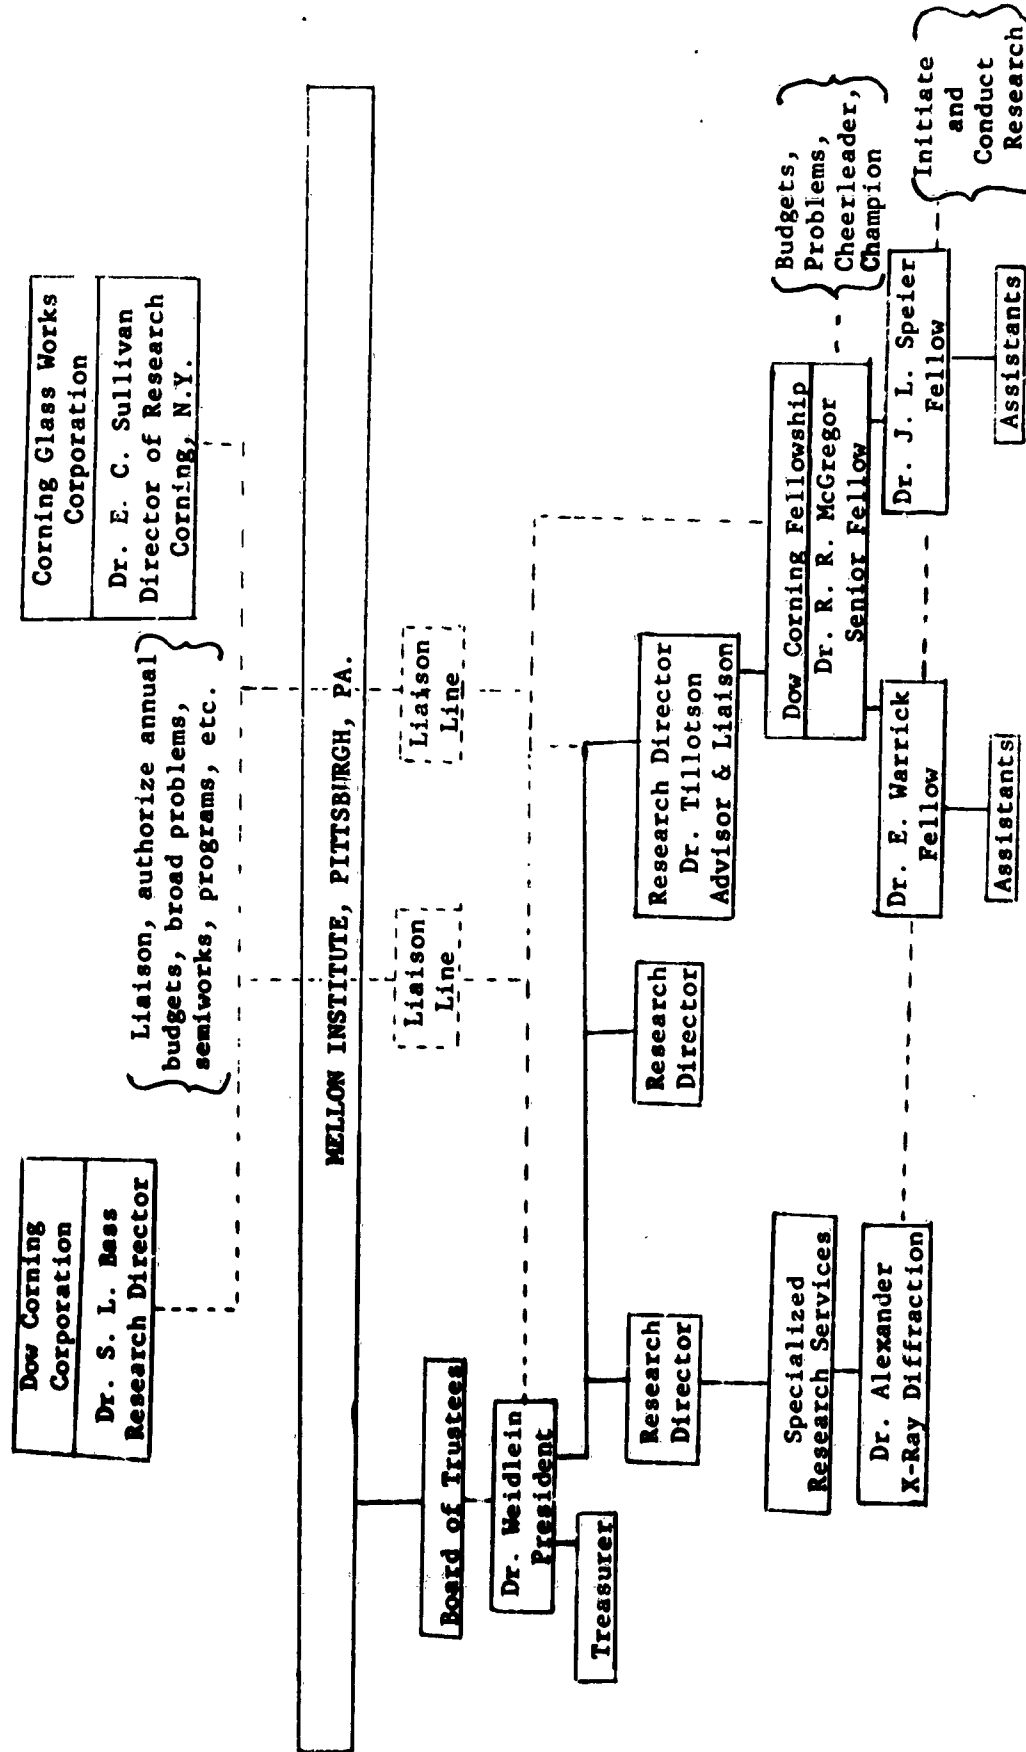 Dow Corning
Corporation
Dr. S. L. Bass
Research Director
Liaison, authorize annual
budgets, broad problems,
semiworks, programs, etc.
Corning Glass Works
Corporation
Dr. E. C. Sullivan
Director of Research
Corning, N.Y.
MELLON INSTITUTE, PITTSBURGH, PA.
Liaison
Line
Liaison
Line
Board of Trustees
Dr. Weidlein
President
Treasurer
Research
Director
Research
Director
Research Director
Dr. Tillotson
Advisor & Liaison
Specialized
Research Services
Dr. Alexander
X-Ray Diffraction
Dow Corning Fellowship
Dr. R. R. McGregor
Senior Fellow
Budgets,
Problems,
Cheerleader,
Champion
Dr. E. Warrick
Fellow
Dr. J. L. Speier
Fellow
Initiate
and
Conduct
Research
Assistants
Assistants